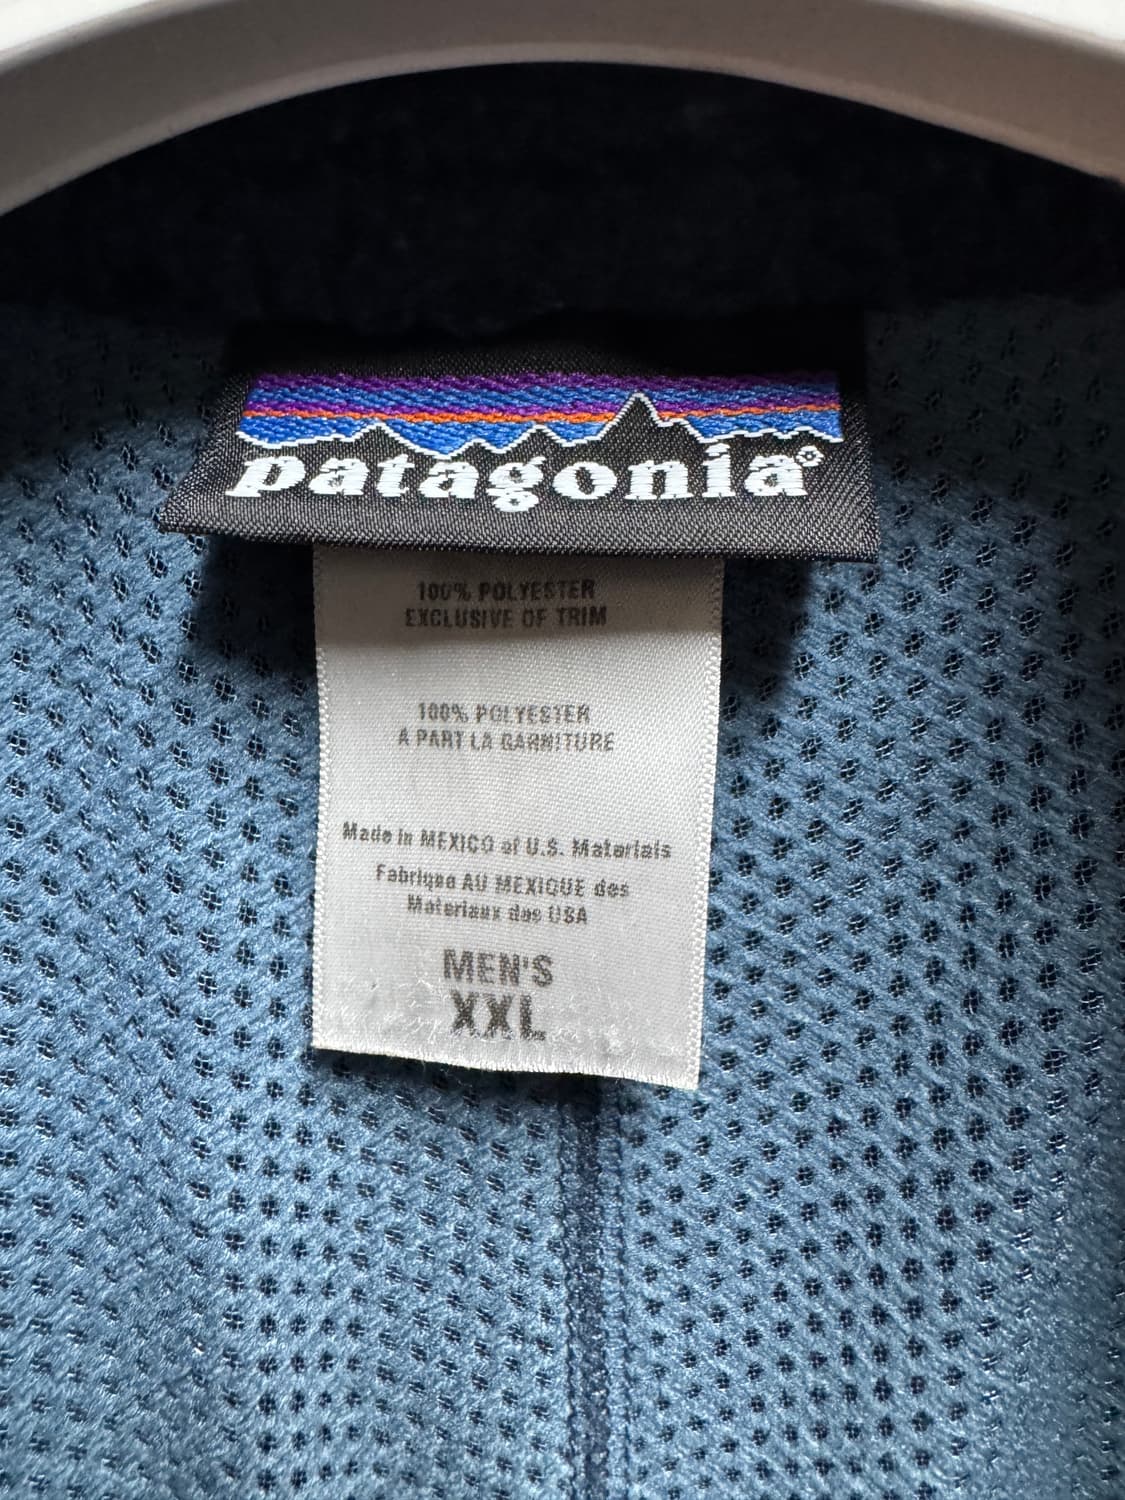 patagonia®
100% POLYESTER
EXCLUSIVE OF TRIM
100% POLYESTER
A PART LA GARNITURE
Made in MEXICO of U.S. Materials
Fabrique AU MEXIQUE des
Materiaux des USA
MEN'S
XXL